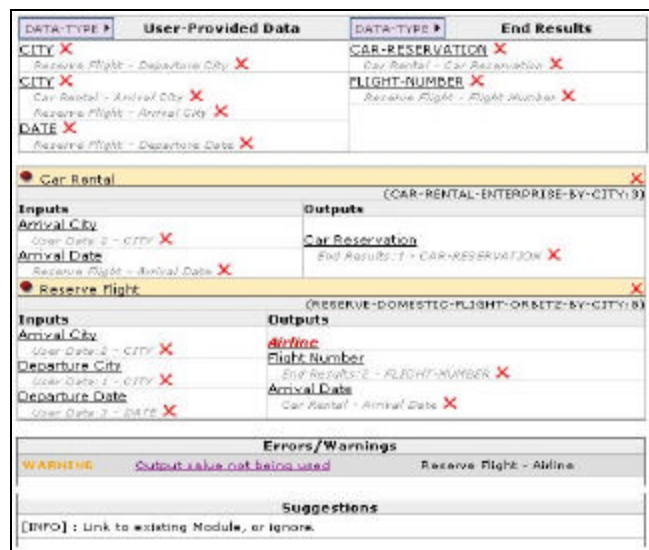 DATA-TYPE User-Provided Data
CITY
Reserve Flight - Departure City
CITY
Car Rental - Arrival City
Reserve Flight - Arrival City
DATE
Reserve Flight - Departure Date
DATA-TYPE End Results
CAR-RESERVATION
Car Rental - Car Reservation
FLIGHT-NUMBER
Reserve Flight - Flight Number
Car Rental
(CAR-RENTAL-ENTERPRISE-BY-CITY:3)
Inputs
Arrival City
User Data:2 - CITY
Arrival Date
Reserve Flight - Arrival Date
Outputs
Car Reservation
End Results:1 - CAR-RESERVATION
Reserve Flight
(RESERVE-DOMESTIC-FLIGHT-ORBITZ-BY-CITY:8)
Inputs
Arrival City
User Data:2 - CITY
Departure City
User Data:1 - CITY
Departure Date
User Data:3 - DATE
Outputs
Airline
Flight Number
End Results:2 - FLIGHT-NUMBER
Arrival Date
Car Rental - Arrival Date
Errors/Warnings
WARNING Output value not being used Reserve Flight - Airline
Suggestions
[INFO] : Link to existing Module, or ignore.